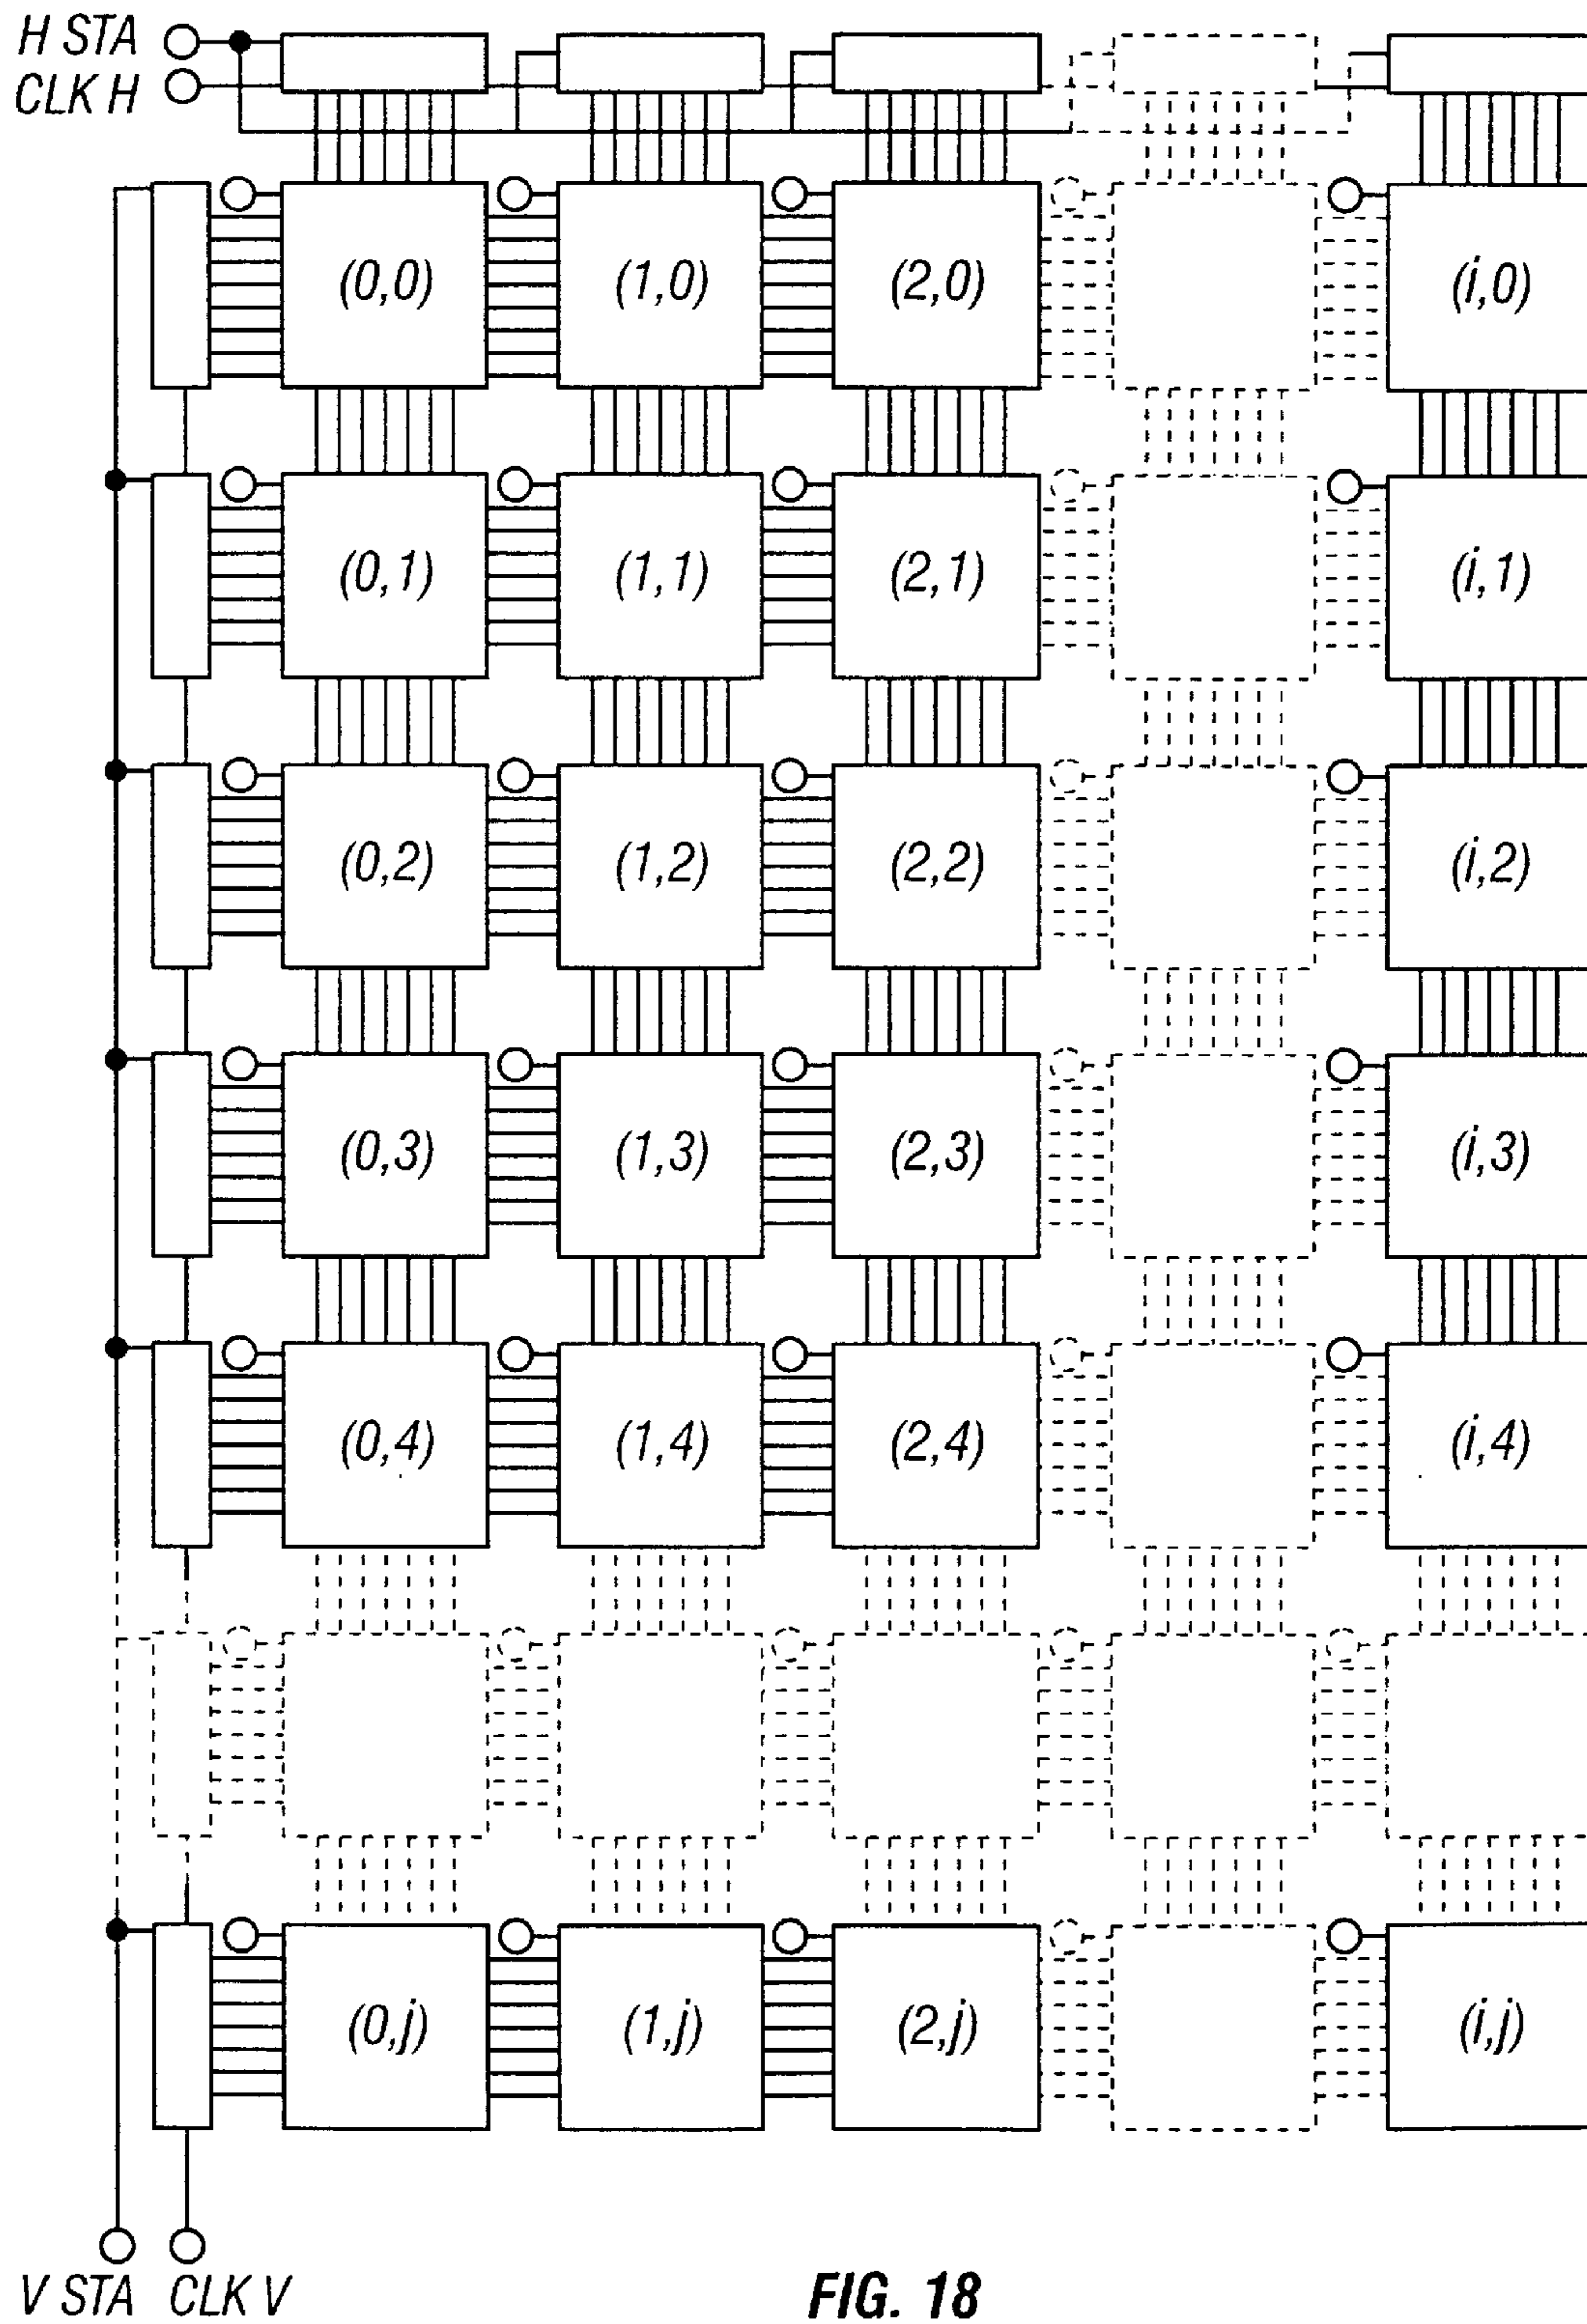 H STA
CLK H
(0,0) (1,0) (2,0) (i,0)
(0,1) (1,1) (2,1) (i,1)
(0,2) (1,2) (2,2) (i,2)
(0,3) (1,3) (2,3) (i,3)
(0,4) (1,4) (2,4) (i,4)
(0,j) (1,j) (2,j) (i,j)
V STA CLK V
FIG. 18